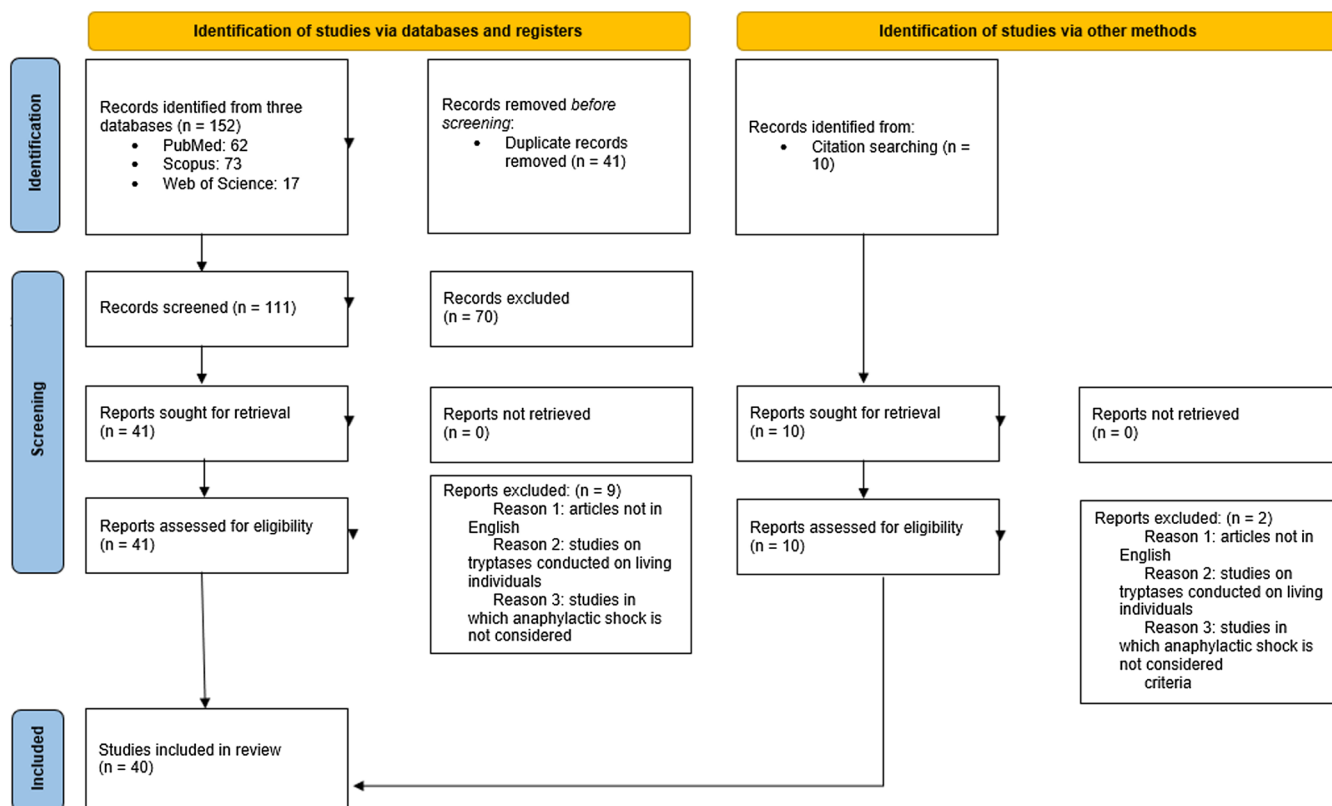 Identification of studies via databases and registers
Identification of studies via other methods
Identification
Records identified from three
databases (n = 152)
• PubMed: 62
• Scopus: 73
• Web of Science: 17
Records removed before
screening:
• Duplicate records
removed (n = 41)
Records identified from:
• Citation searching (n =
10)
Screening
Records screened (n = 111)
Records excluded
(n = 70)
Reports sought for retrieval
(n = 41)
Reports not retrieved
(n = 0)
Reports sought for retrieval
(n = 10)
Reports not retrieved
(n = 0)
Reports assessed for eligibility
(n = 41)
Reports excluded: (n = 9)
Reason 1: articles not in
English
Reason 2: studies on
tryptases conducted on living
individuals
Reason 3: studies in
which anaphylactic shock is
not considered
Reports assessed for eligibility
(n = 10)
Reports excluded: (n = 2)
Reason 1: articles not in
English
Reason 2: studies on
tryptases conducted on living
individuals
Reason 3: studies in
which anaphylactic shock is
not considered
criteria
Included
Studies included in review
(n = 40)